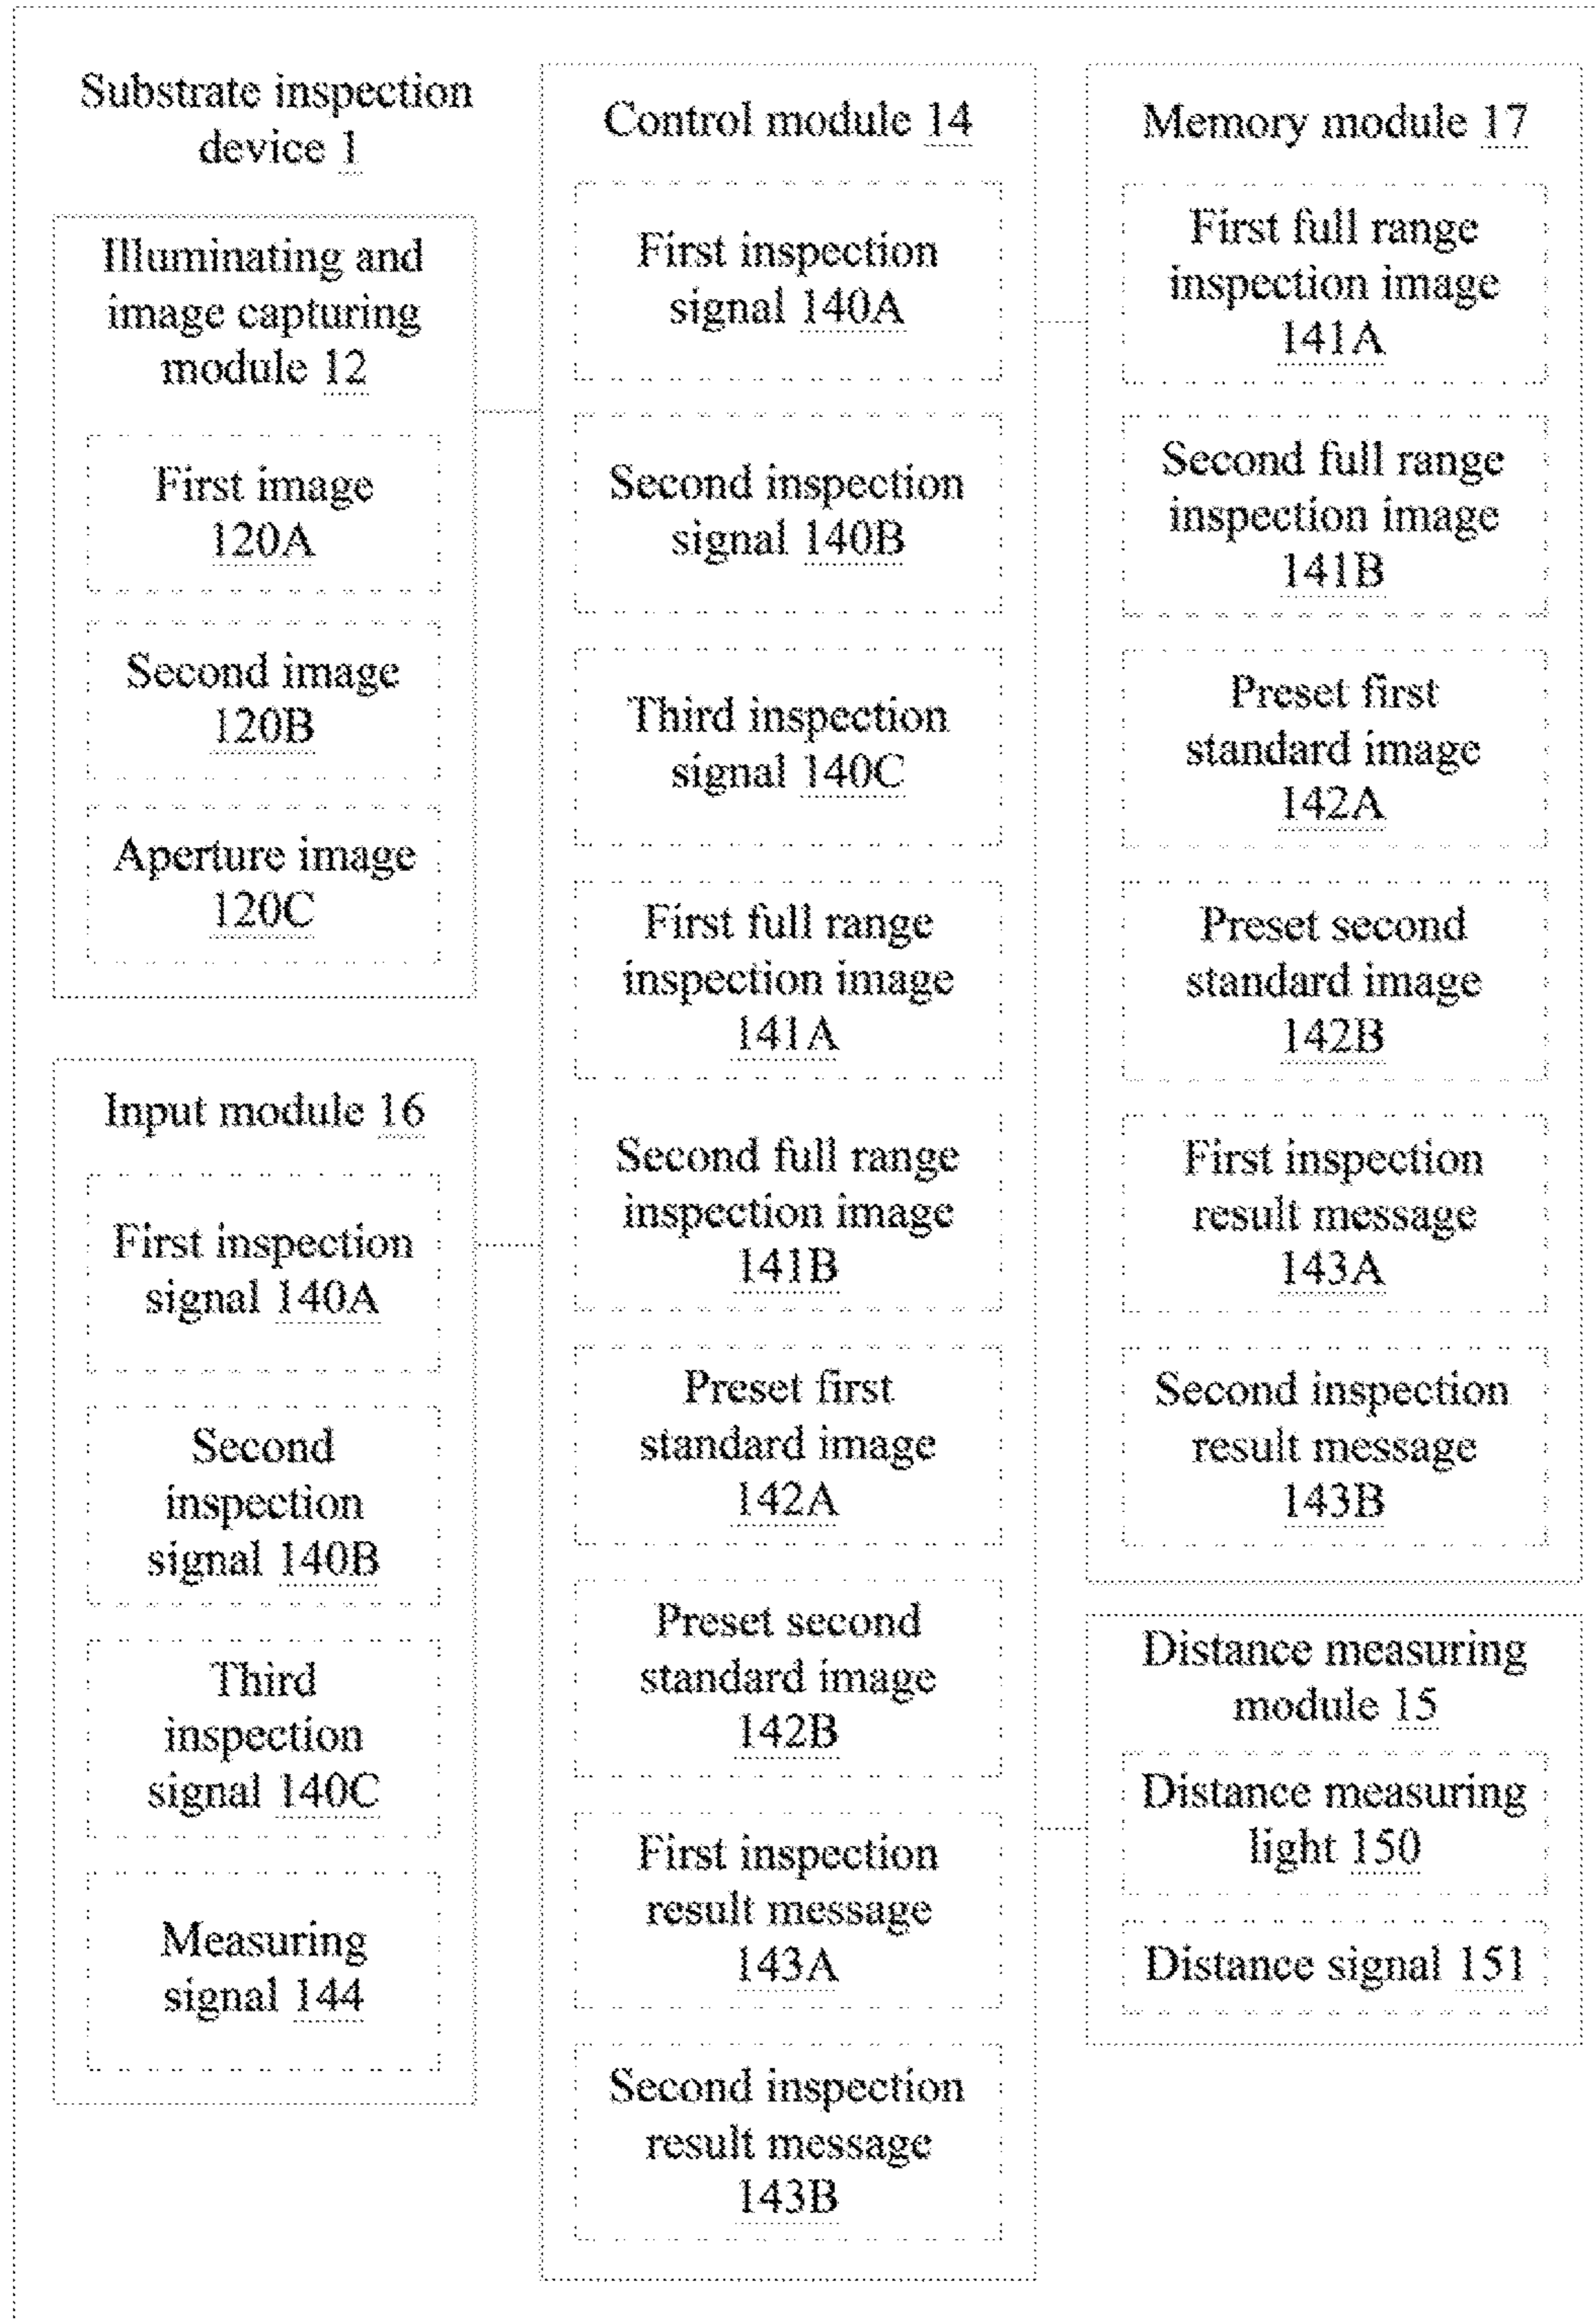 Substrate inspection
device 1
Illuminating and
image capturing
module 12
First image
120A
Second image
120B
Aperture image
120C
Input module 16
First inspection
signal 140A
Second
inspection
signal 140B
Third
inspection
signal 140C
Measuring
signal 144
Control module 14
First inspection
signal 140A
Second inspection
signal 140B
Third inspection
signal 140C
First full range
inspection image
141A
Second full range
inspection image
141B
Preset first
standard image
142A
Preset second
standard image
142B
First inspection
result message
143A
Second inspection
result message
143B
Memory module 17
First full range
inspection image
141A
Second full range
inspection image
141B
Preset first
standard image
142A
Preset second
standard image
142B
First inspection
result message
143A
Second inspection
result message
143B
Distance measuring
module 15
Distance measuring
light 150
Distance signal 151